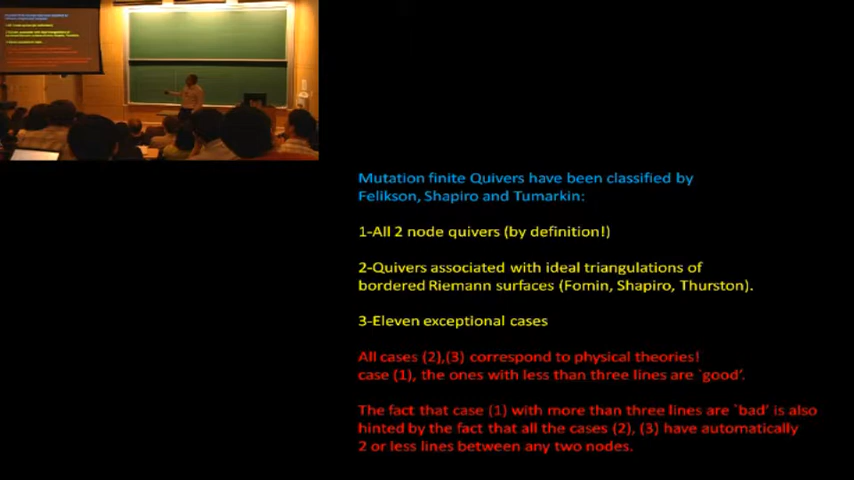 Mutation finite Quivers have been classified by
Felikson, Shapiro and Tumarkin:
1-All 2 node quivers (by definition!)
2-Quivers associated with ideal triangulations of
bordered Riemann surfaces (Fomin, Shapiro, Thurston).
3-Eleven exceptional cases
All cases (2),(3) correspond to physical theories!
case (1), the ones with less than three lines are `good'.
The fact that case (1) with more than three lines are `bad' is also
hinted by the fact that all the cases (2), (3) have automatically
2 or less lines between any two nodes.